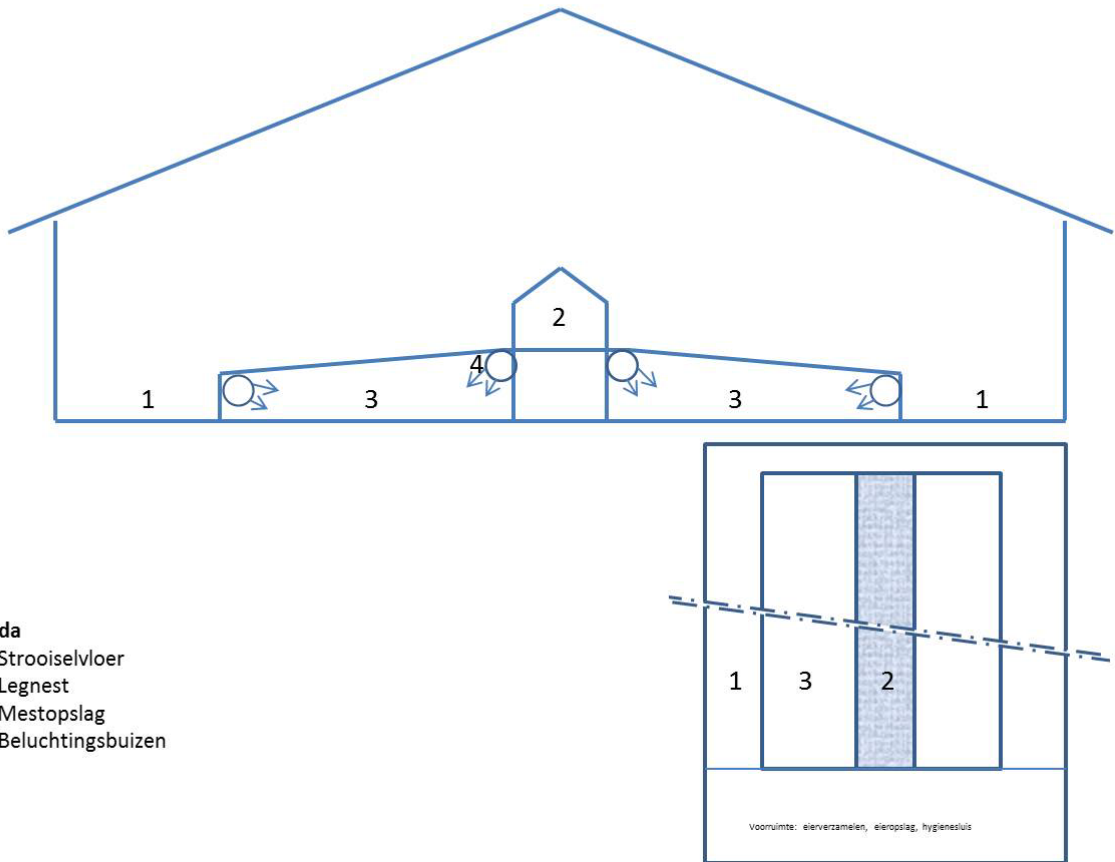 2
4
1
3
3
1
da
Strooiselvloer
Legnest
Mestopslag
Beluchtingsbuizen
1
3
2
Voorruimte: eierverzamelen, eieropslag, hygienesluis